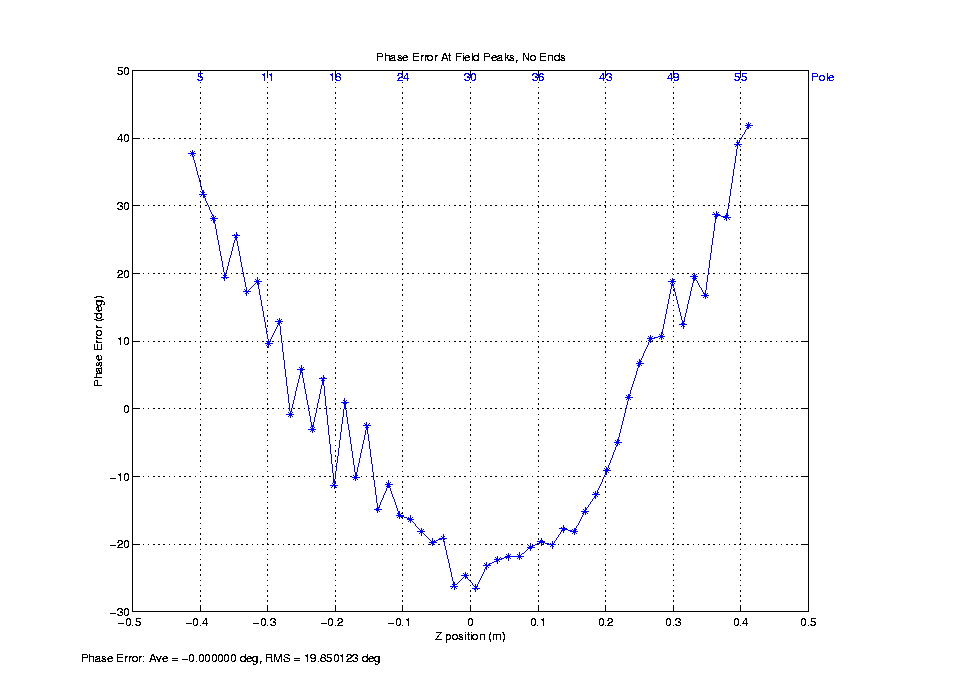 Phase Error At Field Peaks, No Ends
5 11 18 24 30 36 43 49 55 Pole
50
40
30
20
10
0
−10
−20
−30
Phase Error (deg)
−0.5 −0.4 −0.3 −0.2 −0.1 0 0.1 0.2 0.3 0.4 0.5
Z position (m)
Phase Error: Ave = −0.000000 deg, RMS = 19.650123 deg